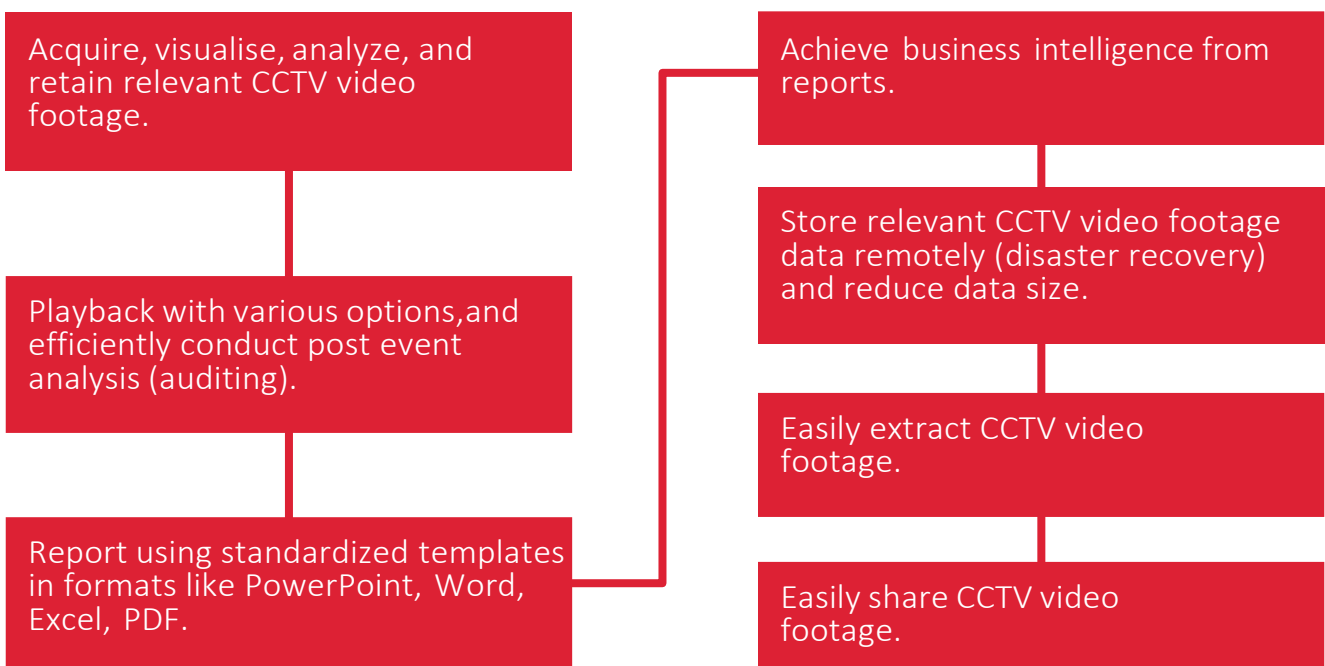 Acquire, visualise, analyze, and
retain relevant CCTV video
footage.
Playback with various options,and
efficiently conduct post event
analysis (auditing).
Report using standardized templates
in formats like PowerPoint, Word,
Excel, PDF.
Achieve business intelligence from
reports.
Store relevant CCTV video footage
data remotely (disaster recovery)
and reduce data size.
Easily extract CCTV video
footage.
Easily share CCTV video
footage.